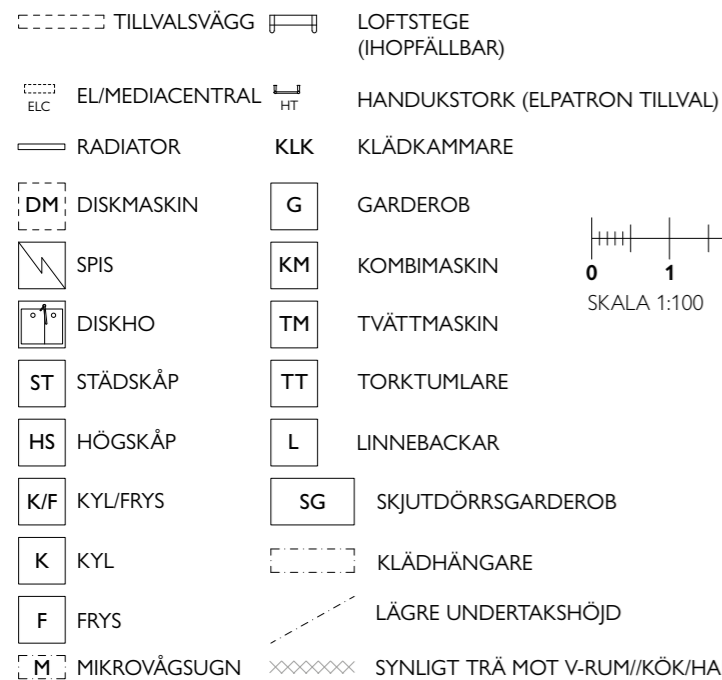 TILLVALSVÄGG
LOFTSTEGE
(IHOPFÄLLBAR)
ELC EL/MEDIACENTRAL
HT HANDUKSTORK (ELPATRON TILLVAL)
RADIATOR
KLK KLÄDKAMMARE
DM DISKMASKIN
G GARDEROB
SPIS
KM KOMBIMASKIN
0 1
SKALA 1:100
DISKHO
TM TVÄTTMASKIN
ST STÄDSKÅP
TT TORKTUMLARE
HS HÖGSKÅP
L LINNEBACKAR
K/F KYL/FRYS
SG SKJUTDÖRRSGARDEROB
K KYL
KLÄDHÄNGARE
F FRYS
LÄGRE UNDERTAKSHÖJD
M MIKROVÅGSUGN
SYNLIGT TRÄ MOT V-RUM//KÖK/HA